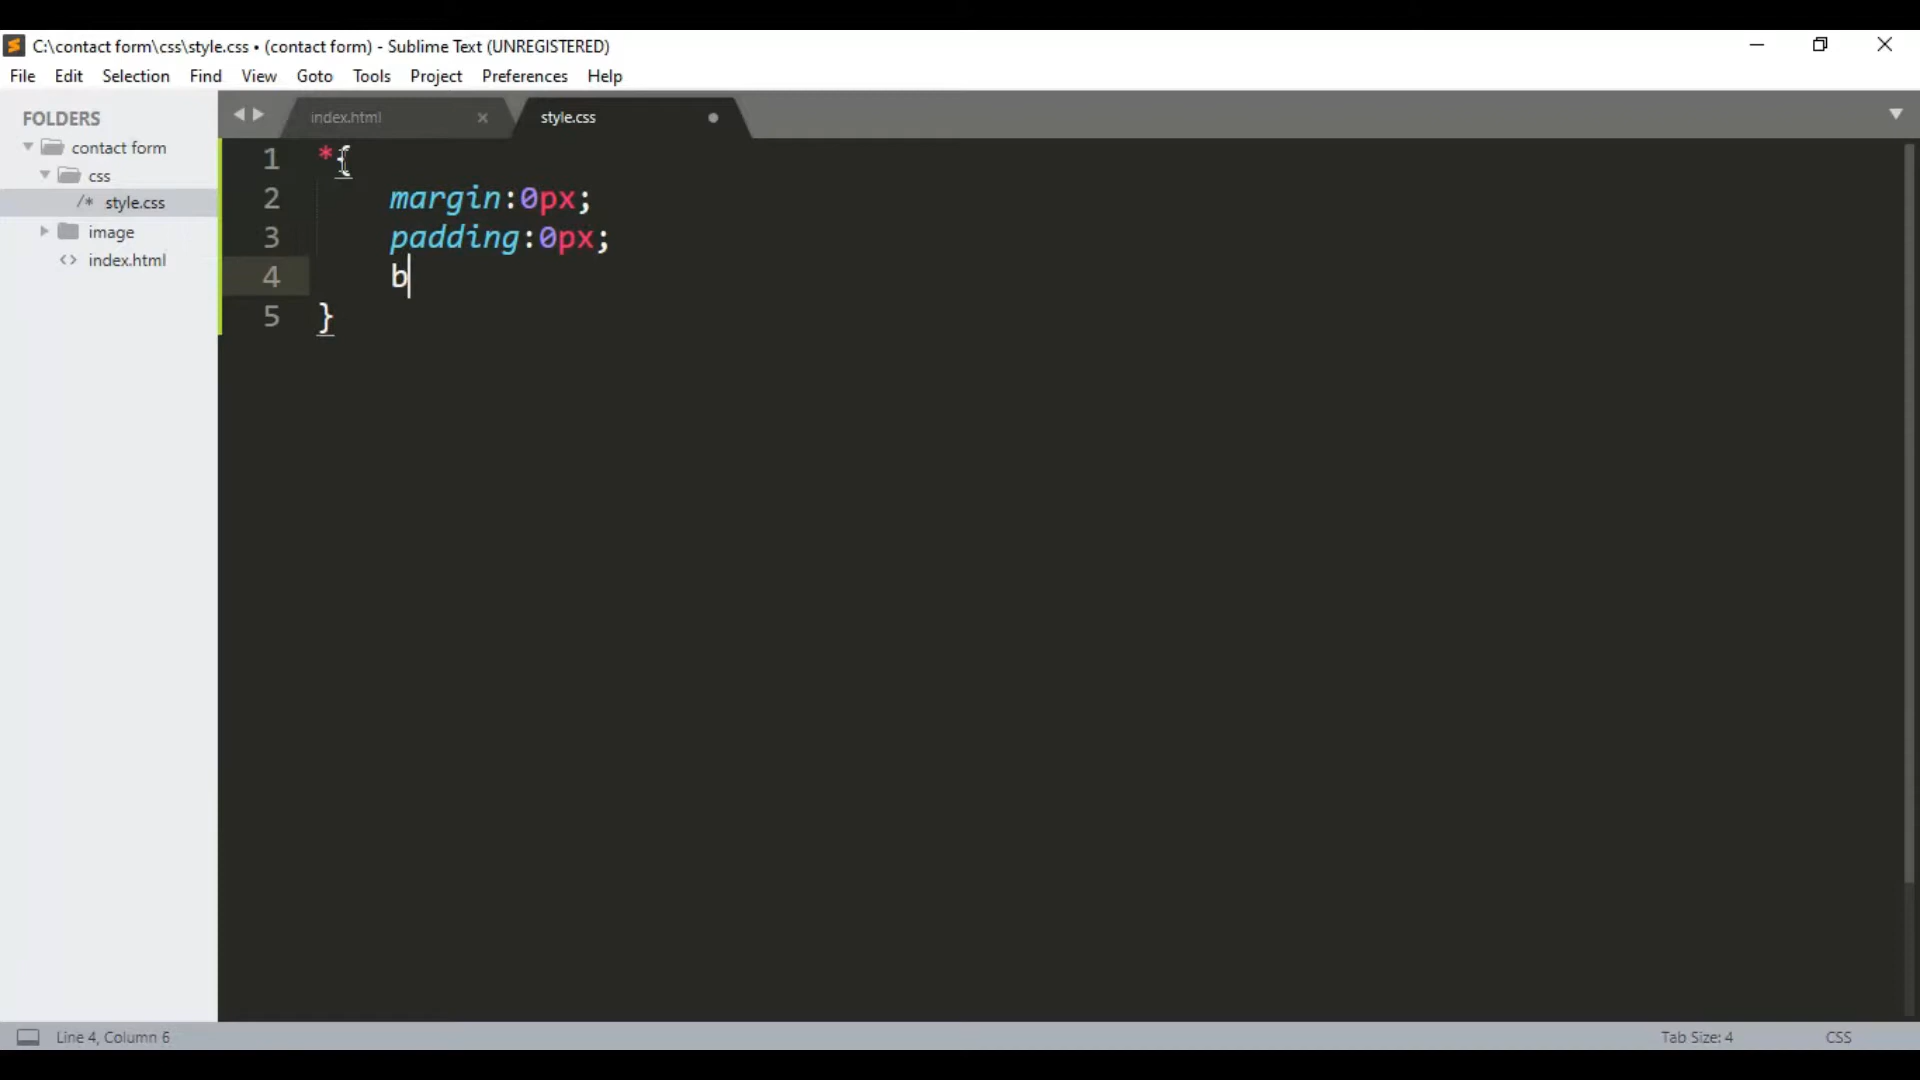 C:\contact form\css\style.css • (contact form) - Sublime Text (UNREGISTERED)
File Edit Selection Find View Goto Tools Project Preferences Help
FOLDERS
contact form
css
/* style.css
image
<> index.html
index.html
style.css
1 *{
2 margin:0px;
3 padding:0px;
4 b
5 }
Line 4, Column 6
Tab Size: 4
CSS